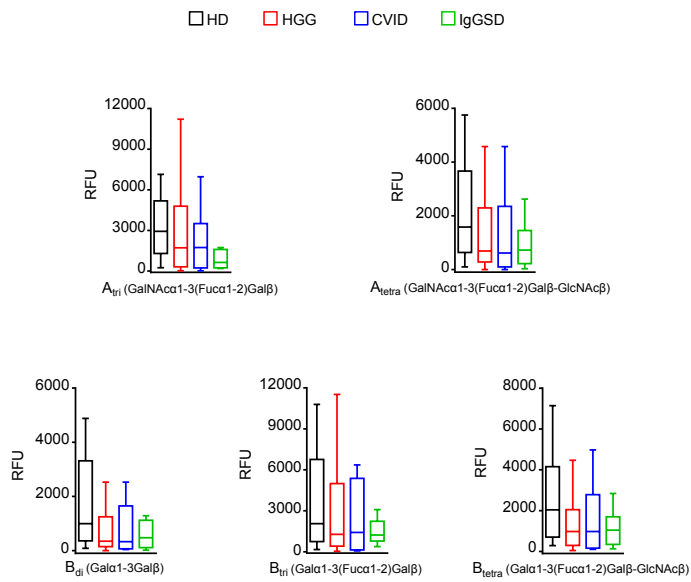 HD HGG CVID IgGSD
12000
9000
6000
3000
0
RFU
A_tri (GalNAcα1-3(Fucα1-2)Galβ)
6000
4000
2000
0
RFU
A_tetra (GalNAcα1-3(Fucα1-2)Galβ-GlcNAcβ)
6000
4000
2000
0
RFU
B_di (Galα1-3Galβ)
12000
9000
6000
3000
0
RFU
B_tri (Galα1-3(Fucα1-2)Galβ)
8000
6000
4000
2000
0
RFU
B_tetra (Galα1-3(Fucα1-2)Galβ-GlcNAcβ)